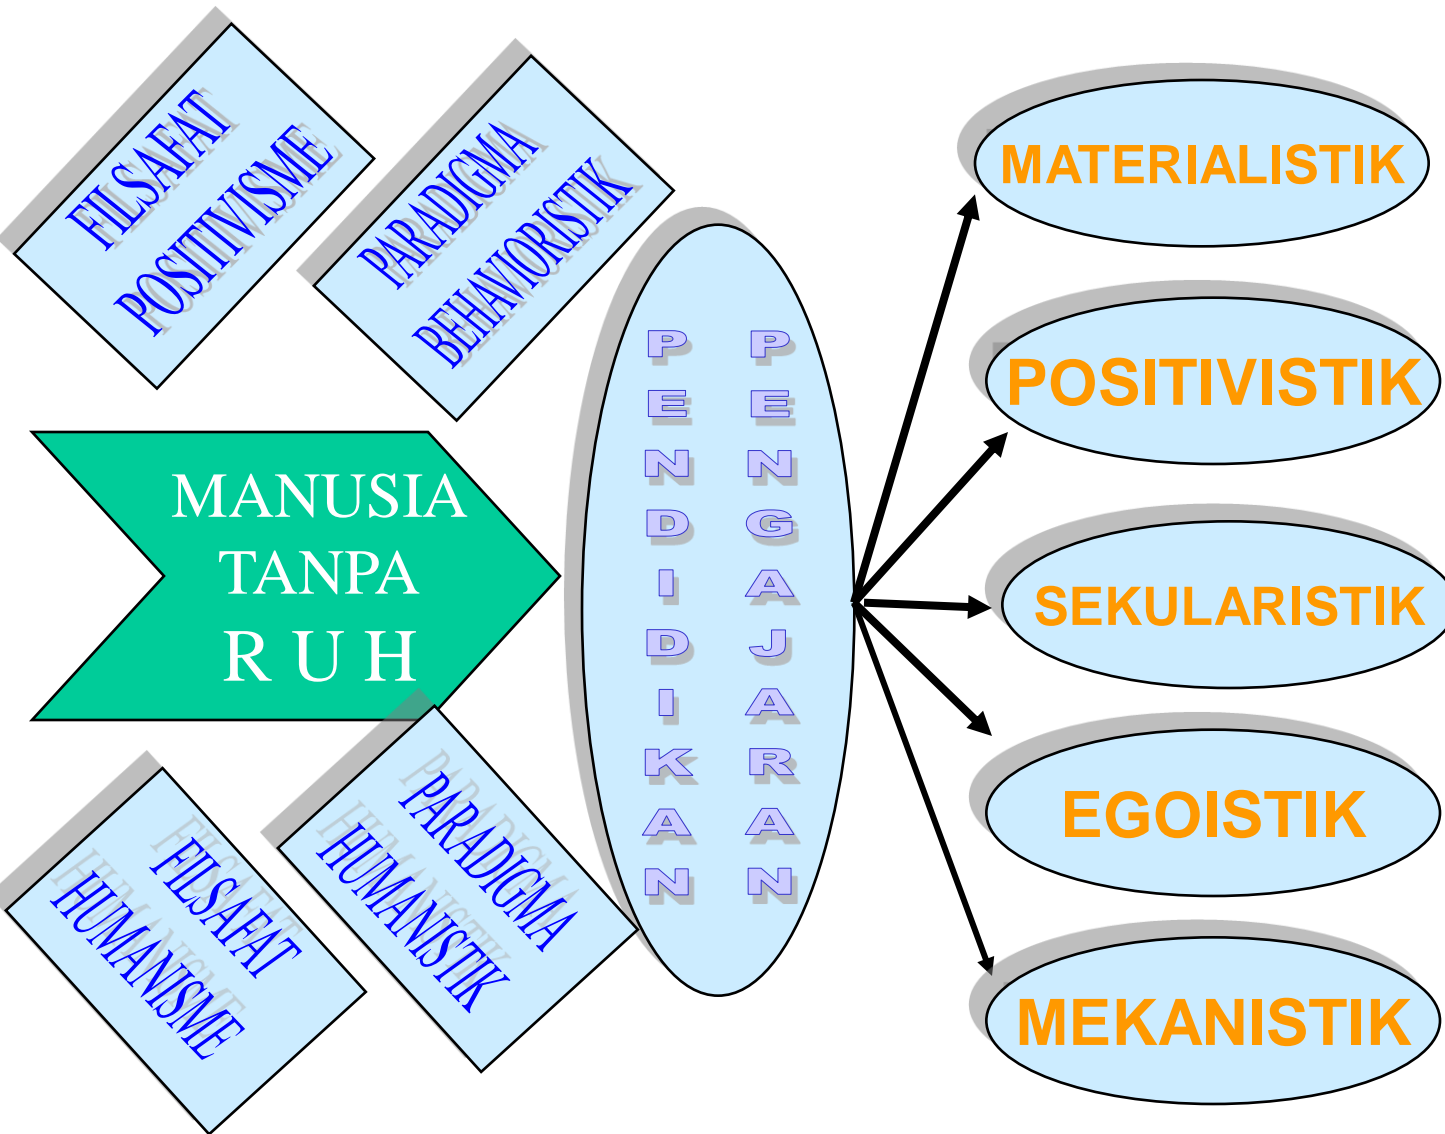 FILSAFAT
POSITIVISME
PARADIGMA
BEHAVIORISTIK
MANUSIA
TANPA
R U H
FILSAFAT
HUMANISME
PARADIGMA
HUMANISTIK
PENDIDIKAN
PENGAJARAN
MATERIALISTIK
POSITIVISTIK
SEKULARISTIK
EGOISTIK
MEKANISTIK